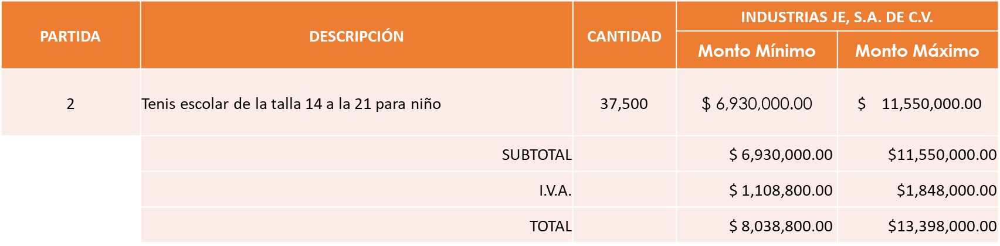 PARTIDA DESCRIPCIÓN CANTIDAD INDUSTRIAS JE, S.A. DE C.V.
Monto Mínimo Monto Máximo
2 Tenis escolar de la talla 14 a la 21 para niño 37,500 $ 6,930,000.00 $ 11,550,000.00
SUBTOTAL $ 6,930,000.00 $11,550,000.00
I.V.A. $ 1,108,800.00 $1,848,000.00
TOTAL $ 8,038,800.00 $13,398,000.00